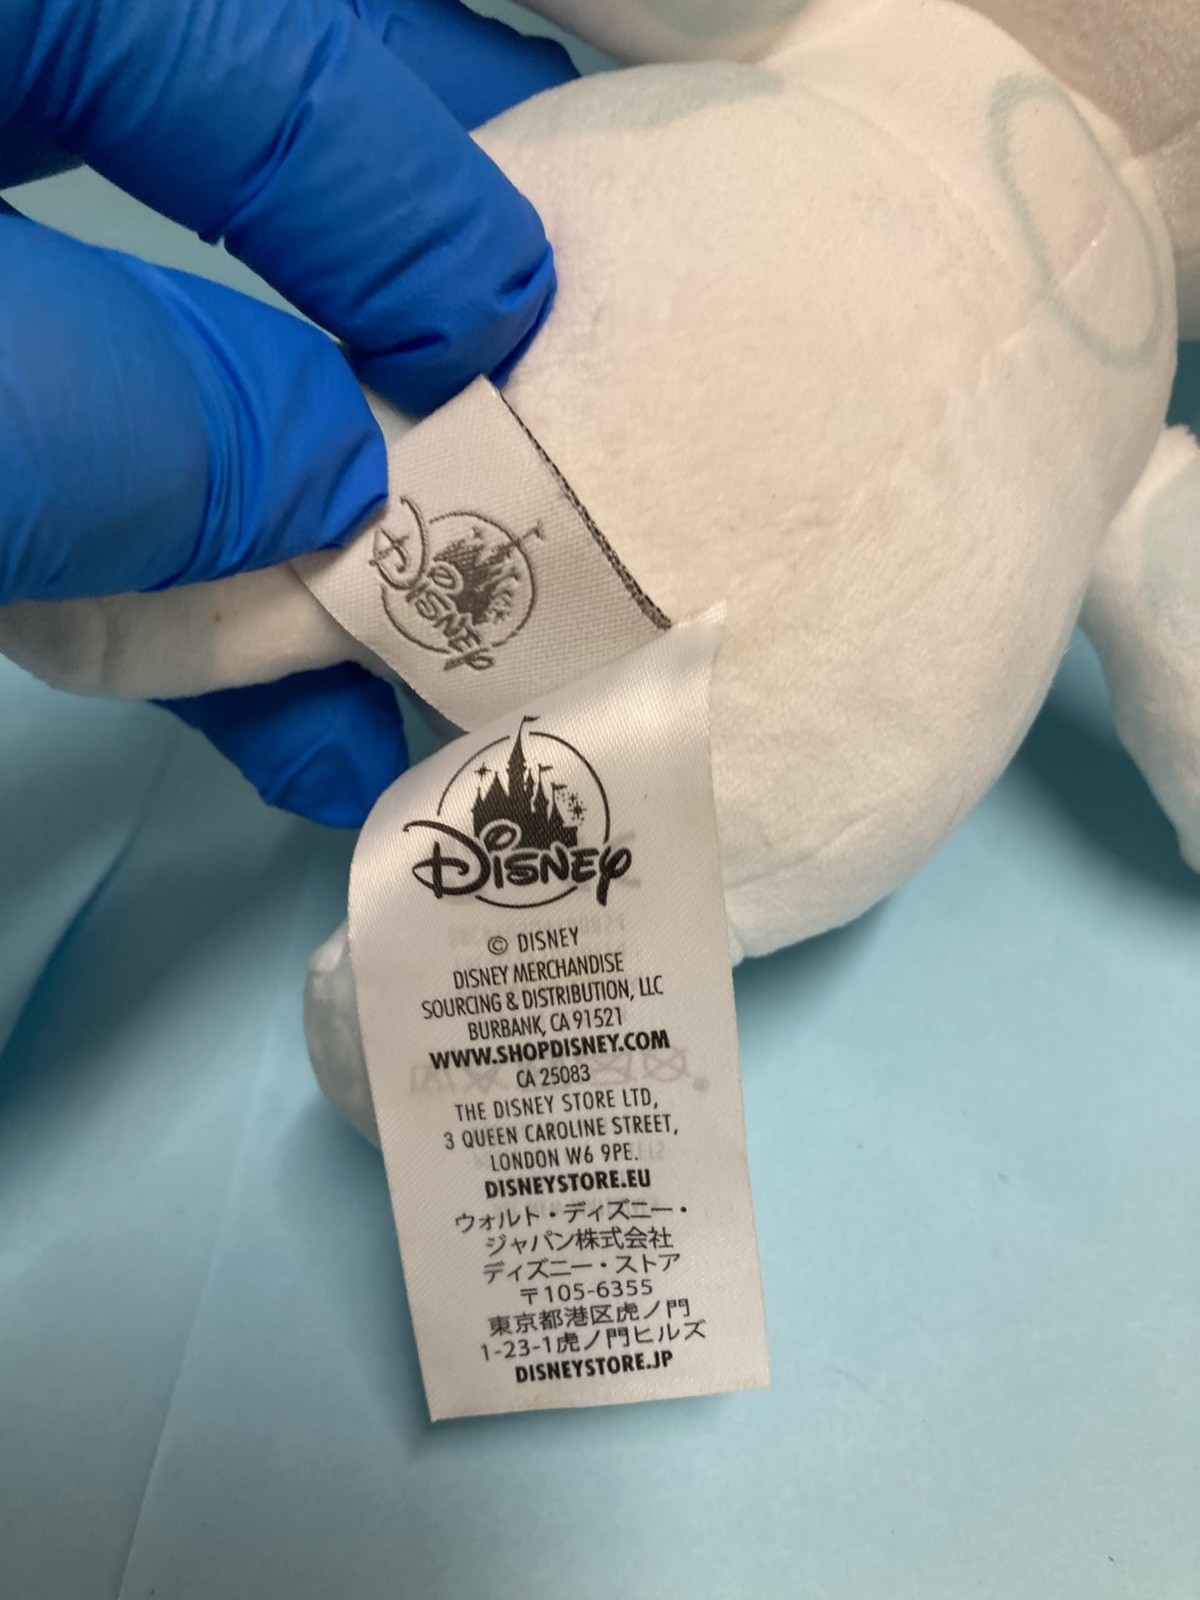 Disney
Disney
© DISNEY
DISNEY MERCHANDISE
SOURCING & DISTRIBUTION, LLC
BURBANK, CA 91521
WWW.SHOPDISNEY.COM
CA 25083
THE DISNEY STORE LTD,
3 QUEEN CAROLINE STREET,
LONDON W6 9PE.
DISNEYSTORE.EU
ウォルト・ディズニー・
ジャパン株式会社
ディズニー・ストア
〒105-6355
東京都港区虎ノ門
1-23-1虎ノ門ヒルズ
DISNEYSTORE.JP